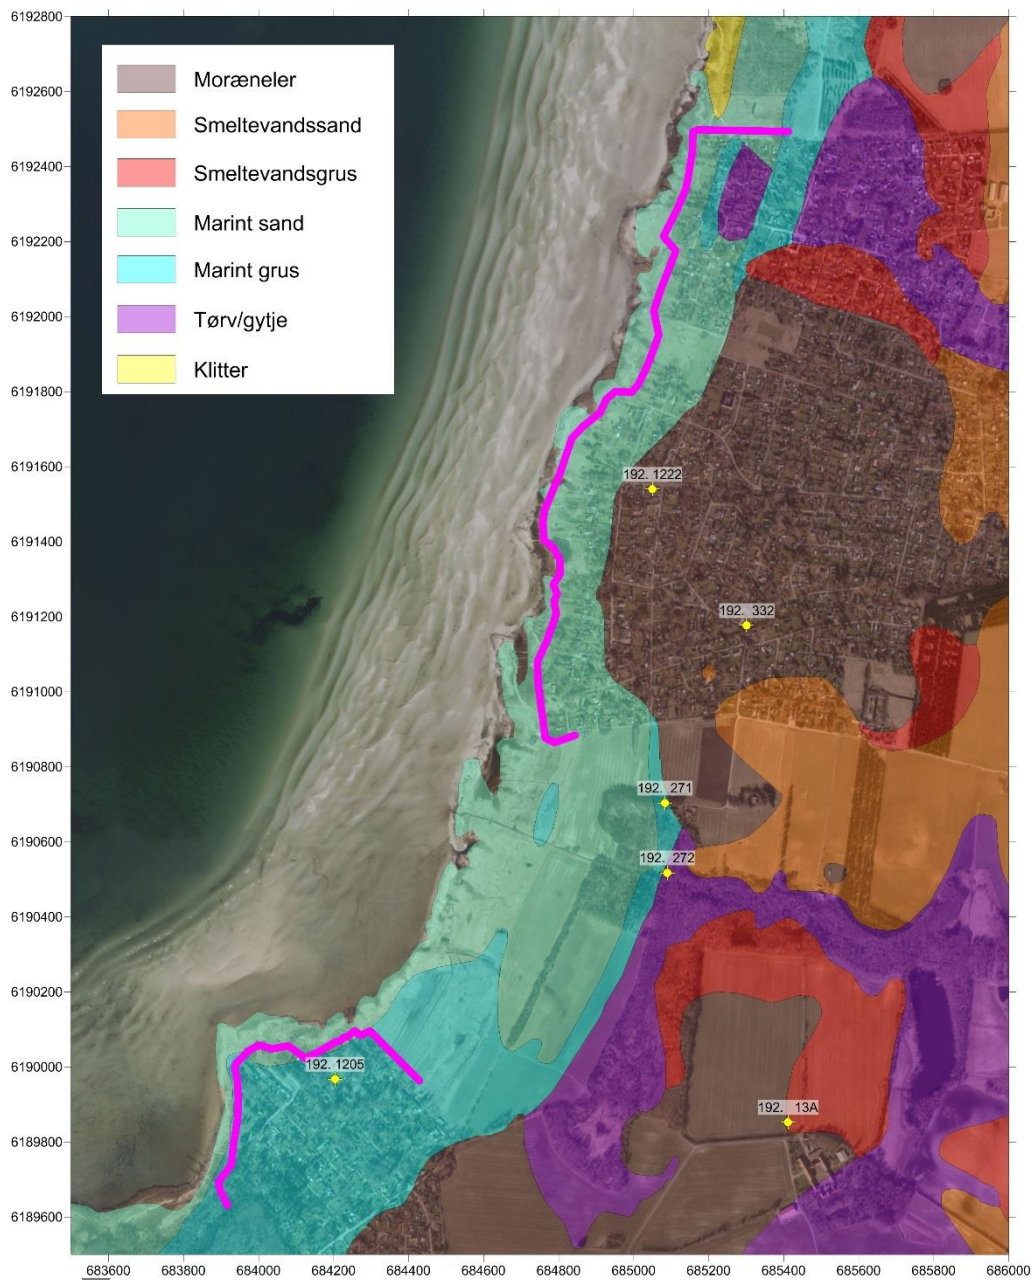 6192800
6192600
6192400
6192200
6192000
6191800
6191600
6191400
6191200
6191000
6190800
6190600
6190400
6190200
6190000
6189800
6189600
Moræneler
Smeltevandssand
Smeltevandsgrus
Marint sand
Marint grus
Tørv/gytje
Klitter
192. 1222
192. 332
192. 271
192. 272
192. 1205
192. 13A
683600 683800 684000 684200 684400 684600 684800 685000 685200 685400 685600 685800 686000